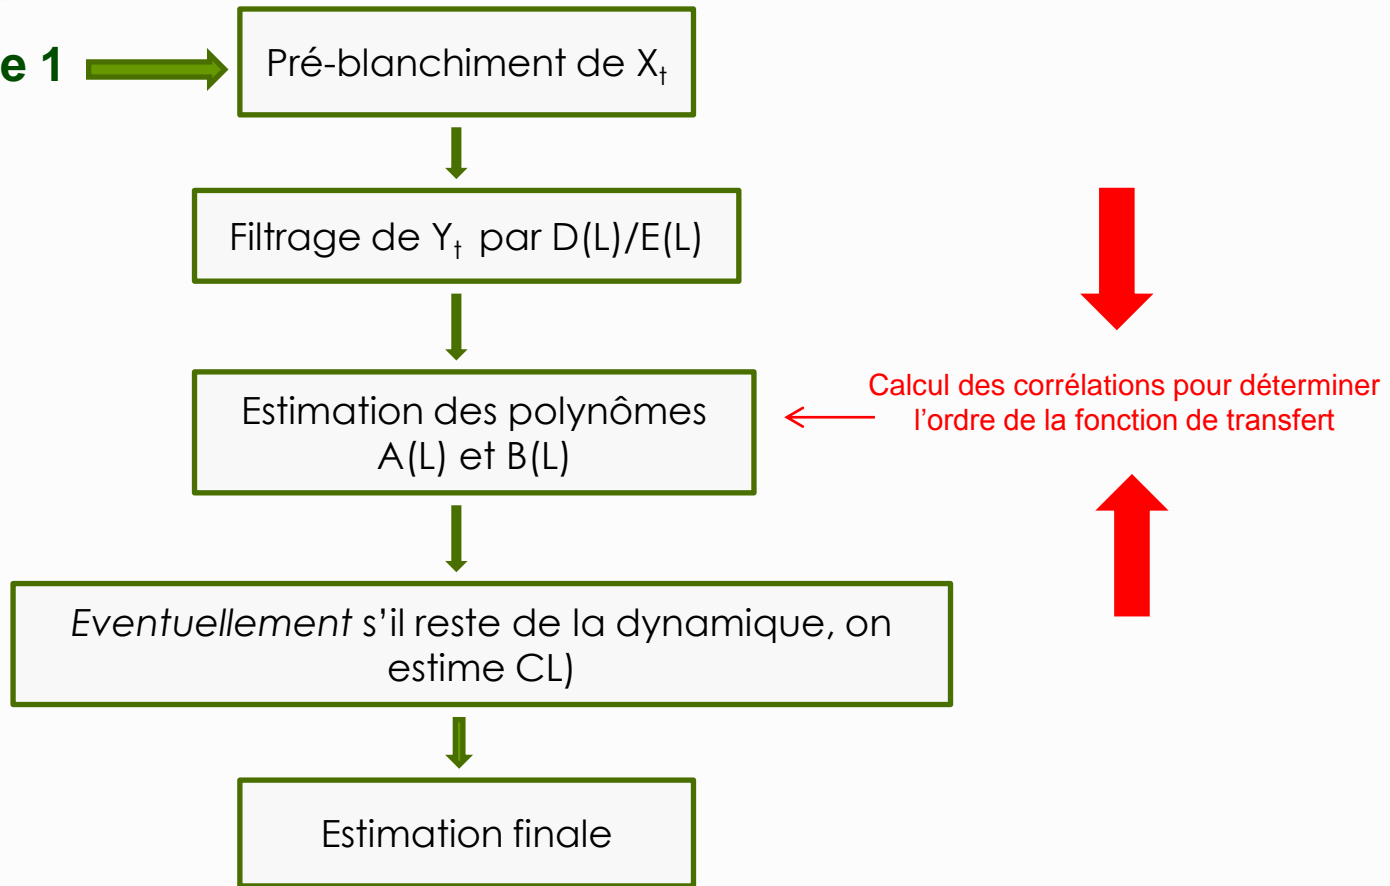 e 1
Pré-blanchiment de Xt
Filtrage de Yt par D(L)/E(L)
Estimation des polynômes
A(L) et B(L)
Calcul des corrélations pour déterminer
l’ordre de la fonction de transfert
Eventuellement s’il reste de la dynamique, on
estime CL)
Estimation finale